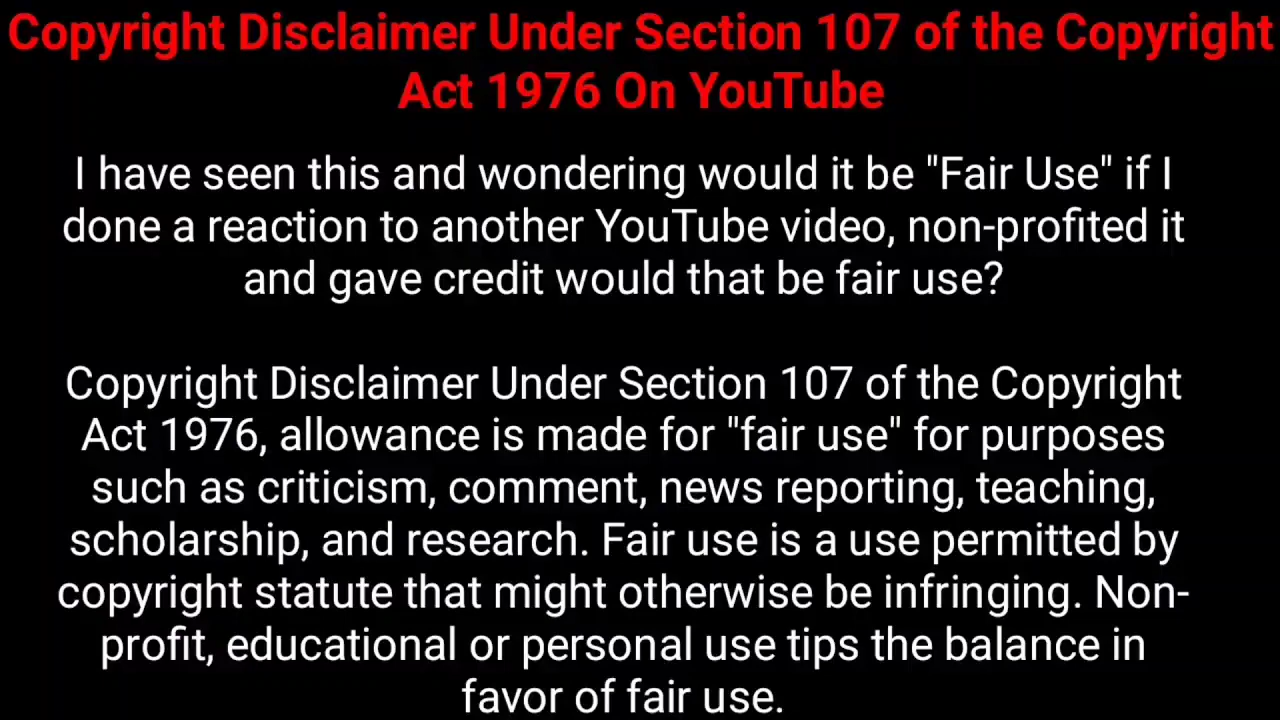 Copyright Disclaimer Under Section 107 of the Copyright
Act 1976 On YouTube
I have seen this and wondering would it be "Fair Use" if I
done a reaction to another YouTube video, non-profited it
and gave credit would that be fair use?
Copyright Disclaimer Under Section 107 of the Copyright
Act 1976, allowance is made for "fair use" for purposes
such as criticism, comment, news reporting, teaching,
scholarship, and research. Fair use is a use permitted by
copyright statute that might otherwise be infringing. Non-
profit, educational or personal use tips the balance in
favor of fair use.